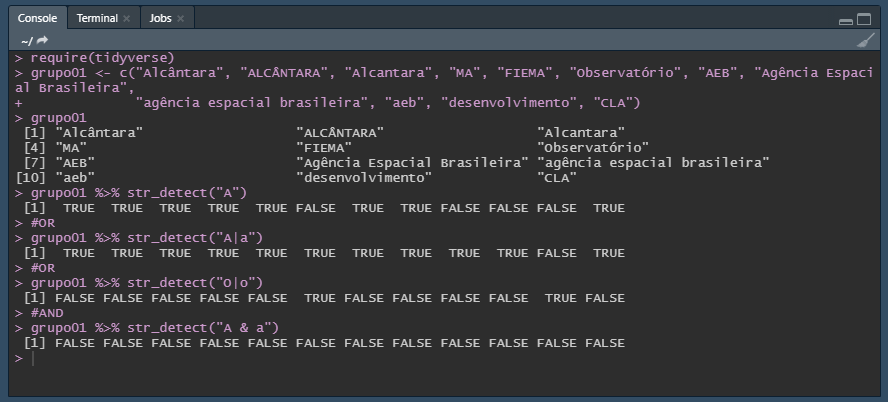 Console Terminal Jobs
~/
> require(tidyverse)
> grupo01 <- c("Alcântara", "ALCÂNTARA", "Alcantara", "MA", "FIEMA", "Observatório", "AEB", "Agência Espaci
al Brasileira",
+ "agência espacial brasileira", "aeb", "desenvolvimento", "CLA")
> grupo01
[1] "Alcântara" "ALCÂNTARA" "Alcantara"
[4] "MA" "FIEMA" "Observatório"
[7] "AEB" "Agência Espacial Brasileira" "agência espacial brasileira"
[10] "aeb" "desenvolvimento" "CLA"
> grupo01 %>% str_detect("A")
[1] TRUE TRUE TRUE TRUE TRUE FALSE TRUE TRUE FALSE FALSE FALSE TRUE
> #OR
> grupo01 %>% str_detect("A|a")
[1] TRUE TRUE TRUE TRUE TRUE TRUE TRUE TRUE TRUE TRUE FALSE TRUE
> #OR
> grupo01 %>% str_detect("O|o")
[1] FALSE FALSE FALSE FALSE FALSE TRUE FALSE FALSE FALSE FALSE TRUE FALSE
> #AND
> grupo01 %>% str_detect("A & a")
[1] FALSE FALSE FALSE FALSE FALSE FALSE FALSE FALSE FALSE FALSE FALSE FALSE
>